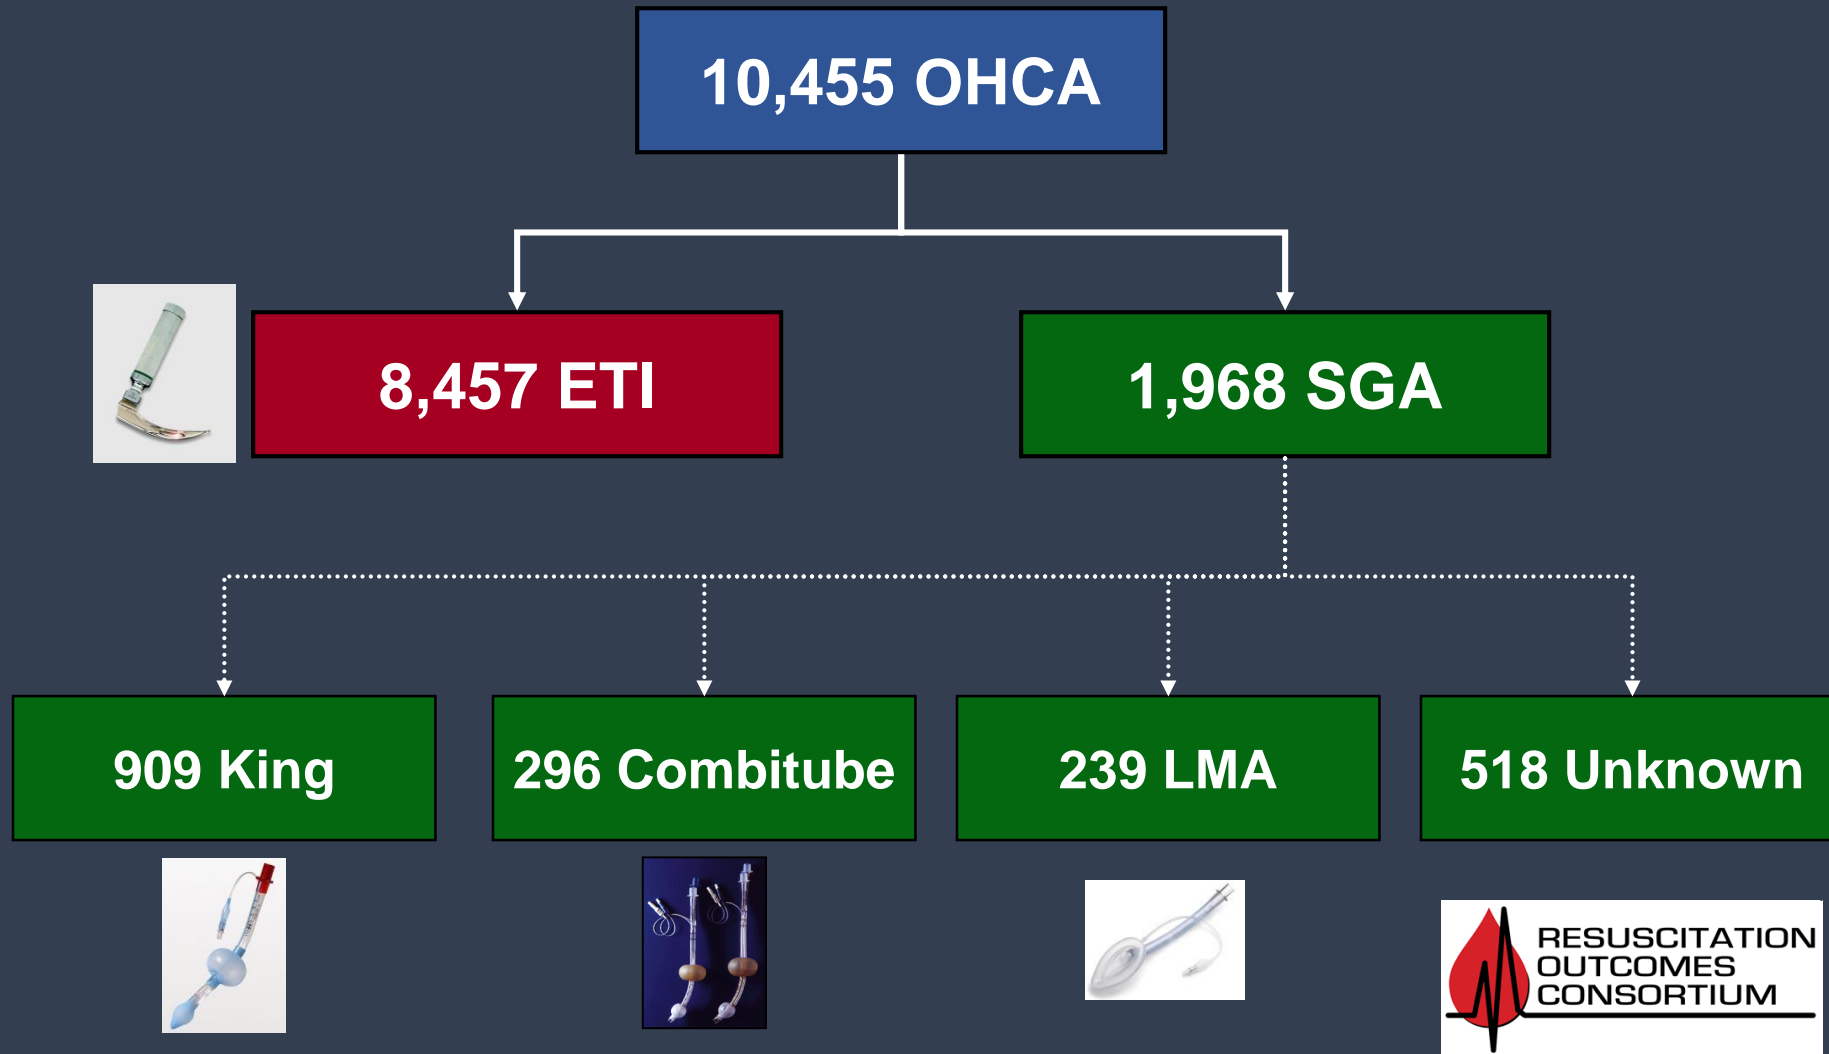 10,455 OHCA
8,457 ETI
1,968 SGA
909 King
296 Combitube
239 LMA
518 Unknown
RESUSCITATION
OUTCOMES
CONSORTIUM